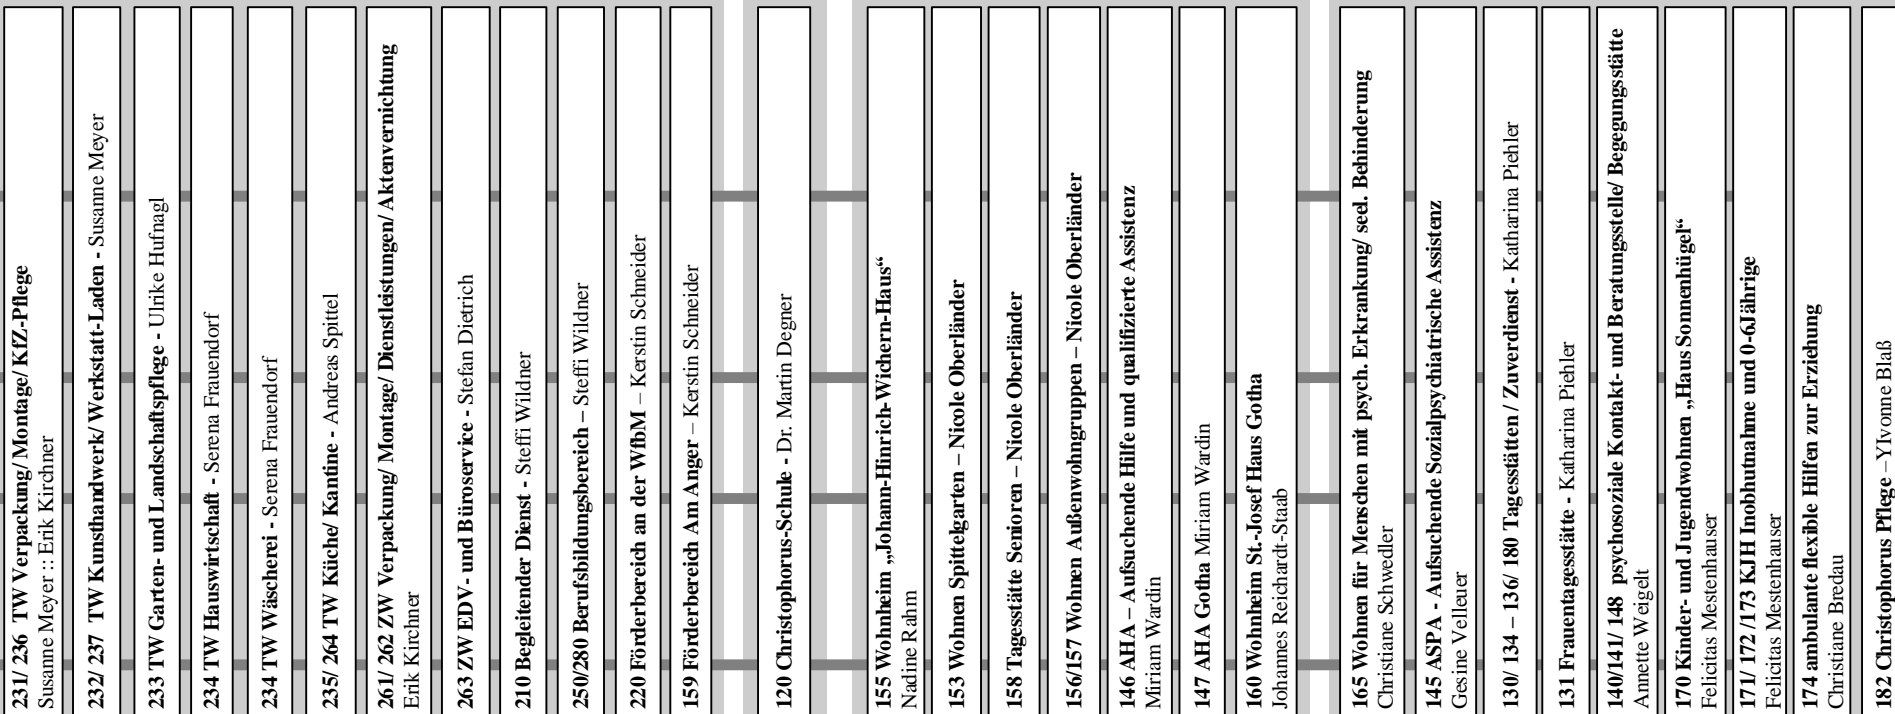 231/ 236  TW Verpackung/ Montage/ KfZ-Pflege
Susanne Meyer :: Erik Kirchner
232/ 237  TW Kunsthandwerk/ Werkstatt-Laden - Susanne Meyer
233 TW Garten- und Landschaftspflege - Ulrike Hufnagl
234 TW Hauswirtschaft - Serena Frauendorf
234 TW Wäscherei - Serena Frauendorf
235/ 264 TW Küche/ Kantine - Andreas Spittel
261/ 262 ZW Verpackung/ Montage/ Dienstleistungen/ Aktenvernichtung
Erik Kirchner
263 ZW EDV- und Büroservice - Stefan Dietrich
210 Begleitender Dienst - Steffi Wildner
250/280 Berufsbildungsbereich – Steffi Wildner
220 Förderbereich an der WfbM – Kerstin Schneider
159 Förderbereich Am Anger – Kerstin Schneider
120 Christophorus-Schule - Dr. Martin Degner
155 Wohnheim „Johann-Hinrich-Wichern-Haus“
Nadine Rahm
153 Wohnen Spittelgarten – Nicole Oberländer
158 Tagesstätte Senioren – Nicole Oberländer
156/157 Wohnen Außenwohngruppen – Nicole Oberländer
146 AHA – Aufsuchende Hilfe und qualifizierte Assistenz
Miriam Wardin
147 AHA Gotha Miriam Wardin
160 Wohnheim St.-Josef Haus Gotha
Johannes Reichardt-Staab
165 Wohnen für Menschen mit psych. Erkrankung/ seel. Behinderung
Christiane Schwedler
145 ASPA - Aufsuchende Sozialpsychiatrische Assistenz
Gesine Velleuer
130/ 134 – 136/ 180 Tagesstätten / Zuverdienst - Katharina Piehler
131 Frauentagesstätte - Katharina Piehler
140/141/ 148  psychosoziale Kontakt- und Beratungsstelle/ Begegungsstätte
Annette Weigelt
170 Kinder- und Jugendwohnen „Haus Sonnenhügel“
Felicitas Mestenhauser
171/ 172 /173 KJH Inobhutnahme und 0-6Jährige
Felicitas Mestenhauser
174 ambulante flexible Hilfen zur Erziehung
Christiane Bredau
182 Christophorus Pflege – YIvonne Blaß